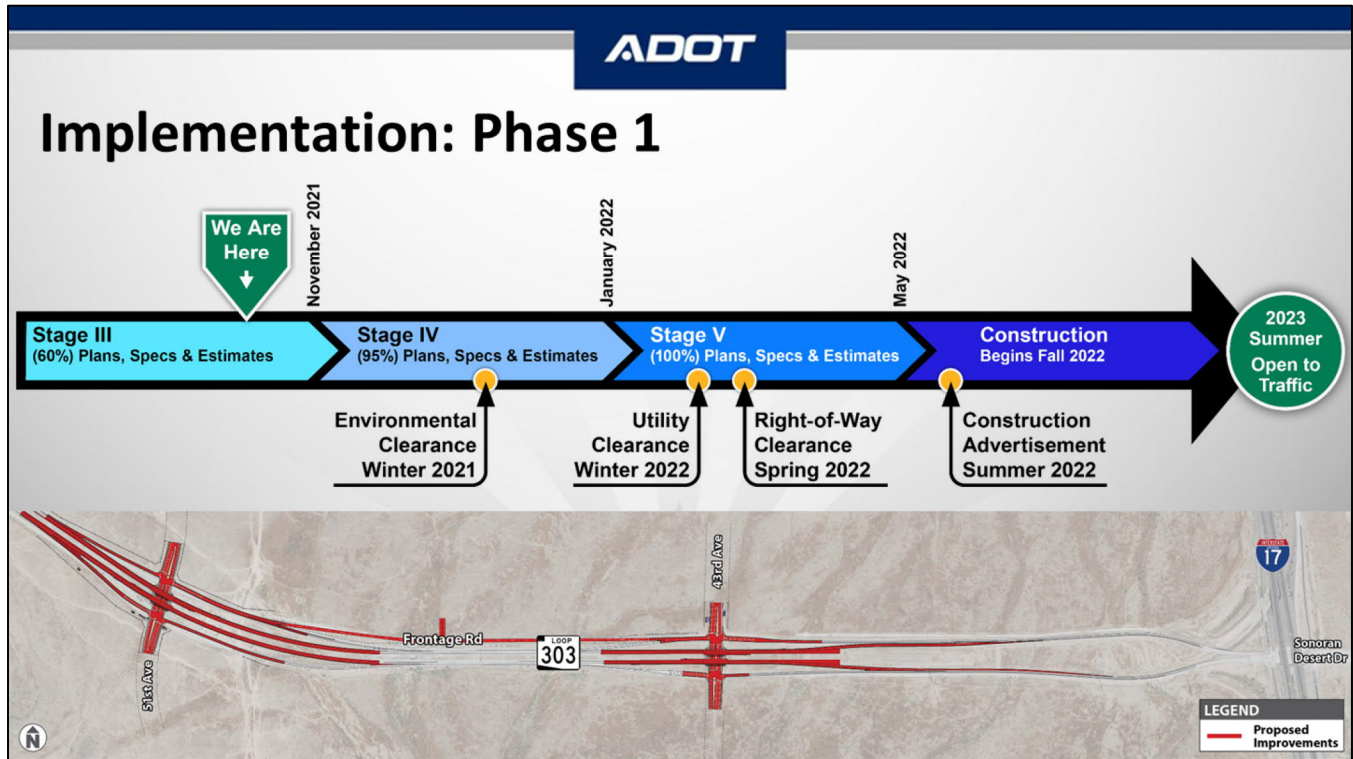 ADOT
Implementation: Phase 1
We Are
Here
November 2021
January 2022
May 2022
Stage III
(60%) Plans, Specs & Estimates
Stage IV
(95%) Plans, Specs & Estimates
Stage V
(100%) Plans, Specs & Estimates
Construction
Begins Fall 2022
2023
Summer
Open to
Traffic
Environmental
Clearance
Winter 2021
Utility
Clearance
Winter 2022
Right-of-Way
Clearance
Spring 2022
Construction
Advertisement
Summer 2022
51st Ave
Frontage Rd
LOOP
303
43rd Ave
INTERSTATE
17
Sonoran
Desert Dr
N
LEGEND
Proposed
Improvements